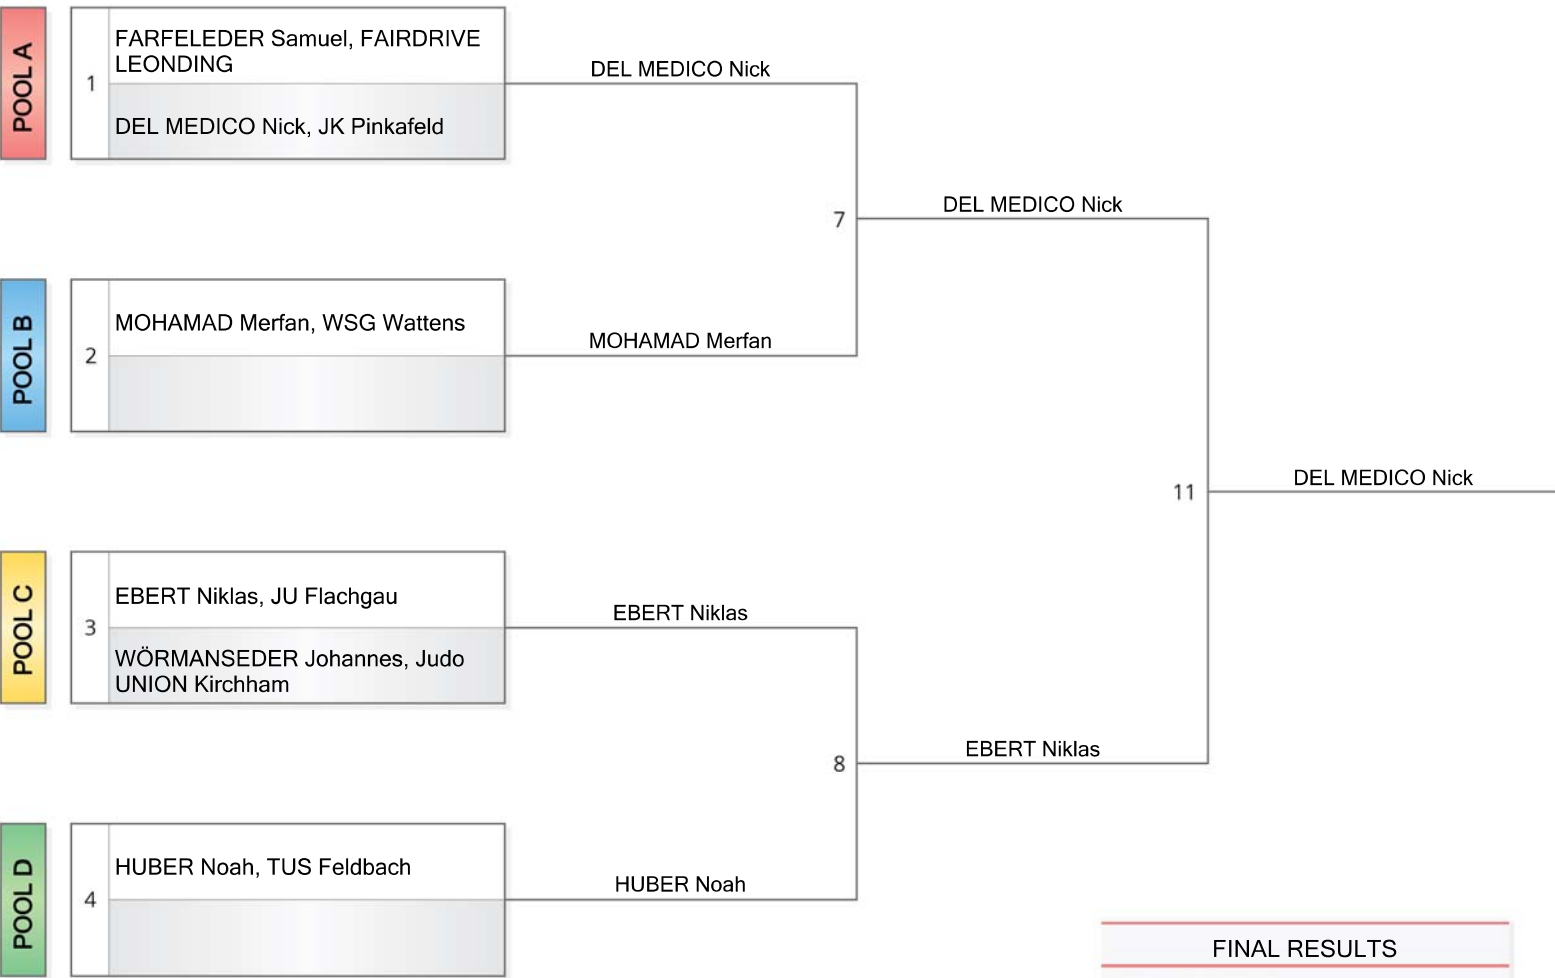 POOL A
1
FARFELEDER Samuel, FAIRDRIVE
LEONDING
DEL MEDICO Nick, JK Pinkafeld
DEL MEDICO Nick
7
DEL MEDICO Nick
POOL B
2
MOHAMAD Merfan, WSG Wattens
MOHAMAD Merfan
11
DEL MEDICO Nick
POOL C
3
EBERT Niklas, JU Flachgau
WÖRMANSEDER Johannes, Judo
UNION Kirchham
EBERT Niklas
8
EBERT Niklas
POOL D
4
HUBER Noah, TUS Feldbach
HUBER Noah
FINAL RESULTS